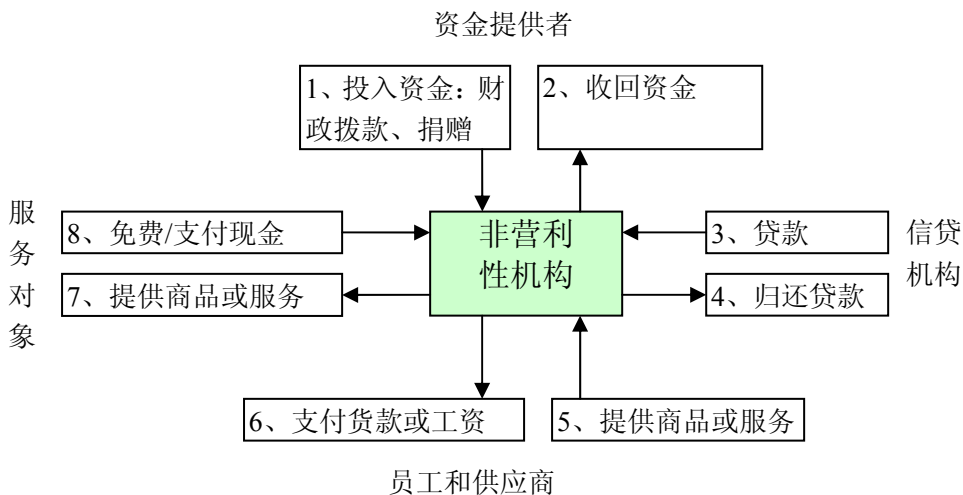 资金提供者
1、投入资金：财
政拨款、捐赠
2、收回资金
服
务
对
象
8、免费/支付现金
7、提供商品或服务
非营利
性机构
3、贷款
4、归还贷款
信贷
机构
6、支付货款或工资
5、提供商品或服务
员工和供应商